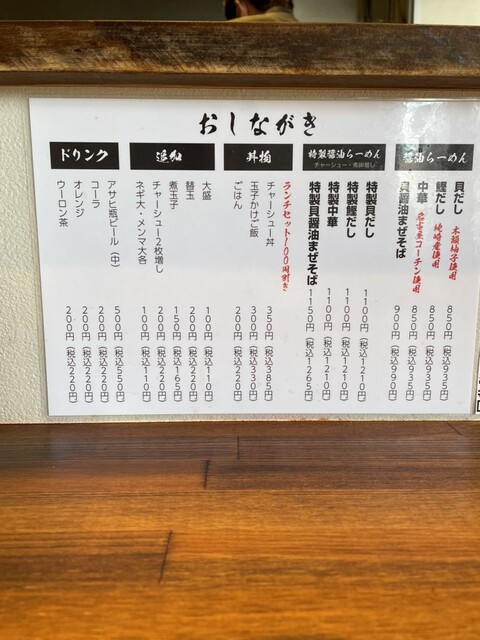 おしながき
醤油らーめん
貝だし 木頭柚子使用 850円(税込935円)
鰹だし 枕崎産使用 850円(税込935円)
中華 名古屋コーチン使用 850円(税込935円)
貝醤油まぜそば 900円(税込990円)
特製醤油らーめん
チャーシュー・
特製貝だし 1100円(税込1210円)
特製鰹だし 1100円(税込1210円)
特製中華 1100円(税込1210円)
特製貝醤油まぜそば 1150円(税込1265円)
丼物
ランチセット100円引き
チャーシュー丼 350円(税込385円)
玉子かけご飯 300円(税込330円)
ごはん 200円(税込220円)
追加
大盛 100円(税込110円)
替玉 200円(税込220円)
煮玉子 150円(税込165円)
チャーシュー2枚増し 200円(税込220円)
ネギ大・メンマ大各 100円(税込110円)
ドリンク
アサヒ瓶ビール(中) 500円(税込550円)
コーラ 200円(税込220円)
オレンジ 200円(税込220円)
ウーロン茶 200円(税込220円)